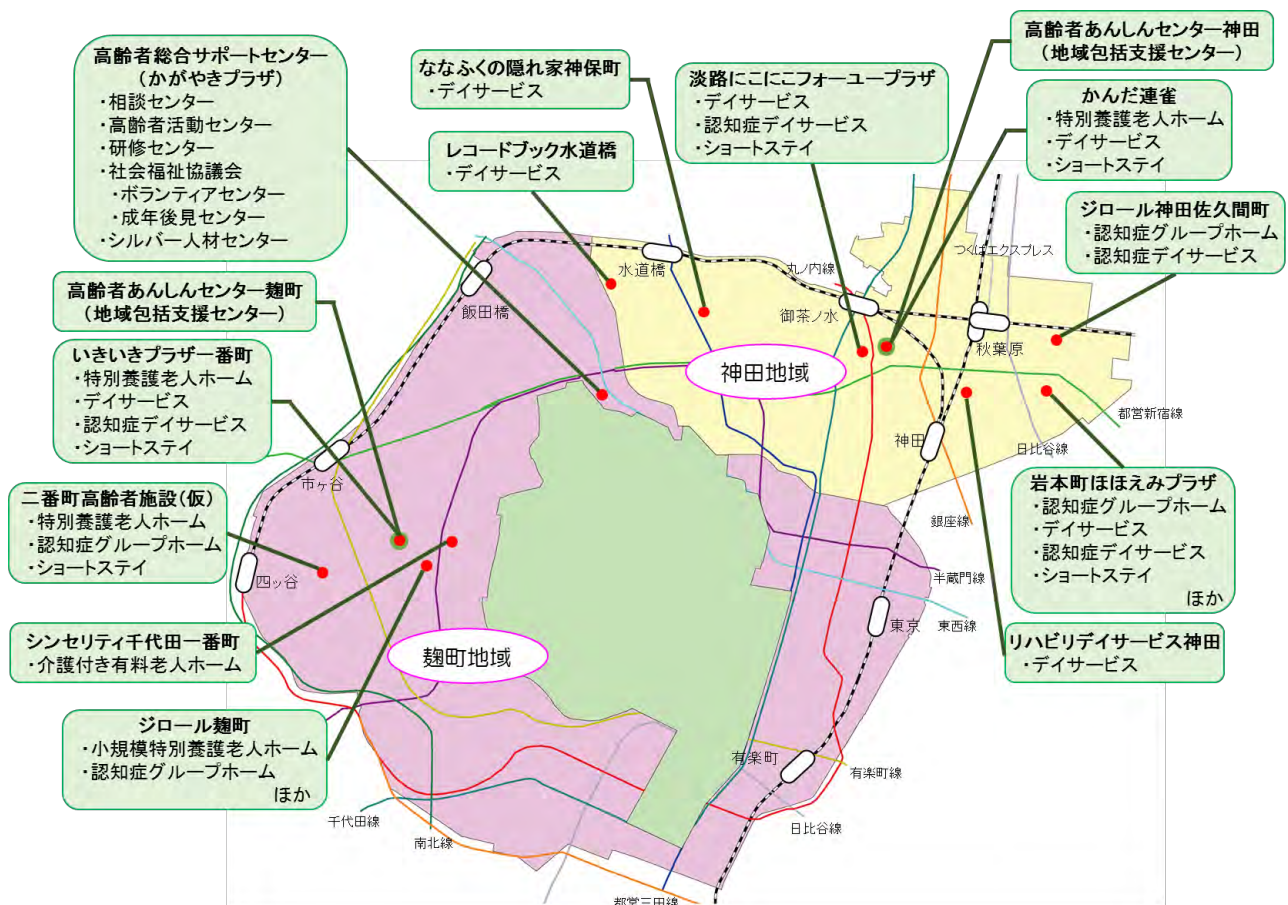 高齢者総合サポートセンター
（かがやきプラザ）
・相談センター
・高齢者活動センター
・研修センター
・社会福祉協議会
・ボランティアセンター
・成年後見センター
・シルバー人材センター
ななふくの隠れ家神保町
・デイサービス
レコードブック水道橋
・デイサービス
淡路にこにこフォーユープラザ
・デイサービス
・認知症デイサービス
・ショートステイ
高齢者あんしんセンター神田
（地域包括支援センター）
かんだ連雀
・特別養護老人ホーム
・デイサービス
・ショートステイ
ジロール神田佐久間町
・認知症グループホーム
・認知症デイサービス
高齢者あんしんセンター麹町
（地域包括支援センター）
いきいきプラザ一番町
・特別養護老人ホーム
・デイサービス
・認知症デイサービス
・ショートステイ
二番町高齢者施設（仮）
・特別養護老人ホーム
・認知症グループホーム
・ショートステイ
シンセリティ千代田一番町
・介護付き有料老人ホーム
ジロール麹町
・小規模特別養護老人ホーム
・認知症グループホーム
ほか
岩本町ほほえみプラザ
・認知症グループホーム
・デイサービス
・認知症デイサービス
・ショートステイ
ほか
リハビリデイサービス神田
・デイサービス
水道橋
飯田橋
丸ノ内線
御茶ノ水
つくばエクスプレス
秋葉原
神田地域
都営新宿線
日比谷線
神田
銀座線
市ヶ谷
四ッ谷
半蔵門線
東西線
東京
麹町地域
有楽町
有楽町線
日比谷線
千代田線
南北線
都営三田線